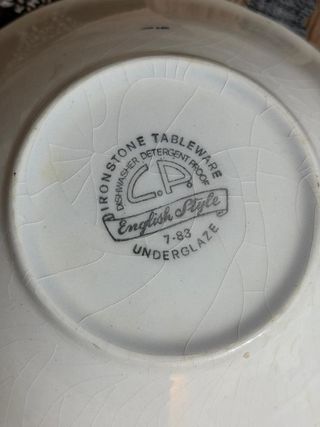 IRONSTONE TABLEWARE
DISHWASHER DETERGENT PROOF
C.P.
English Style
7-83
UNDERGLAZE